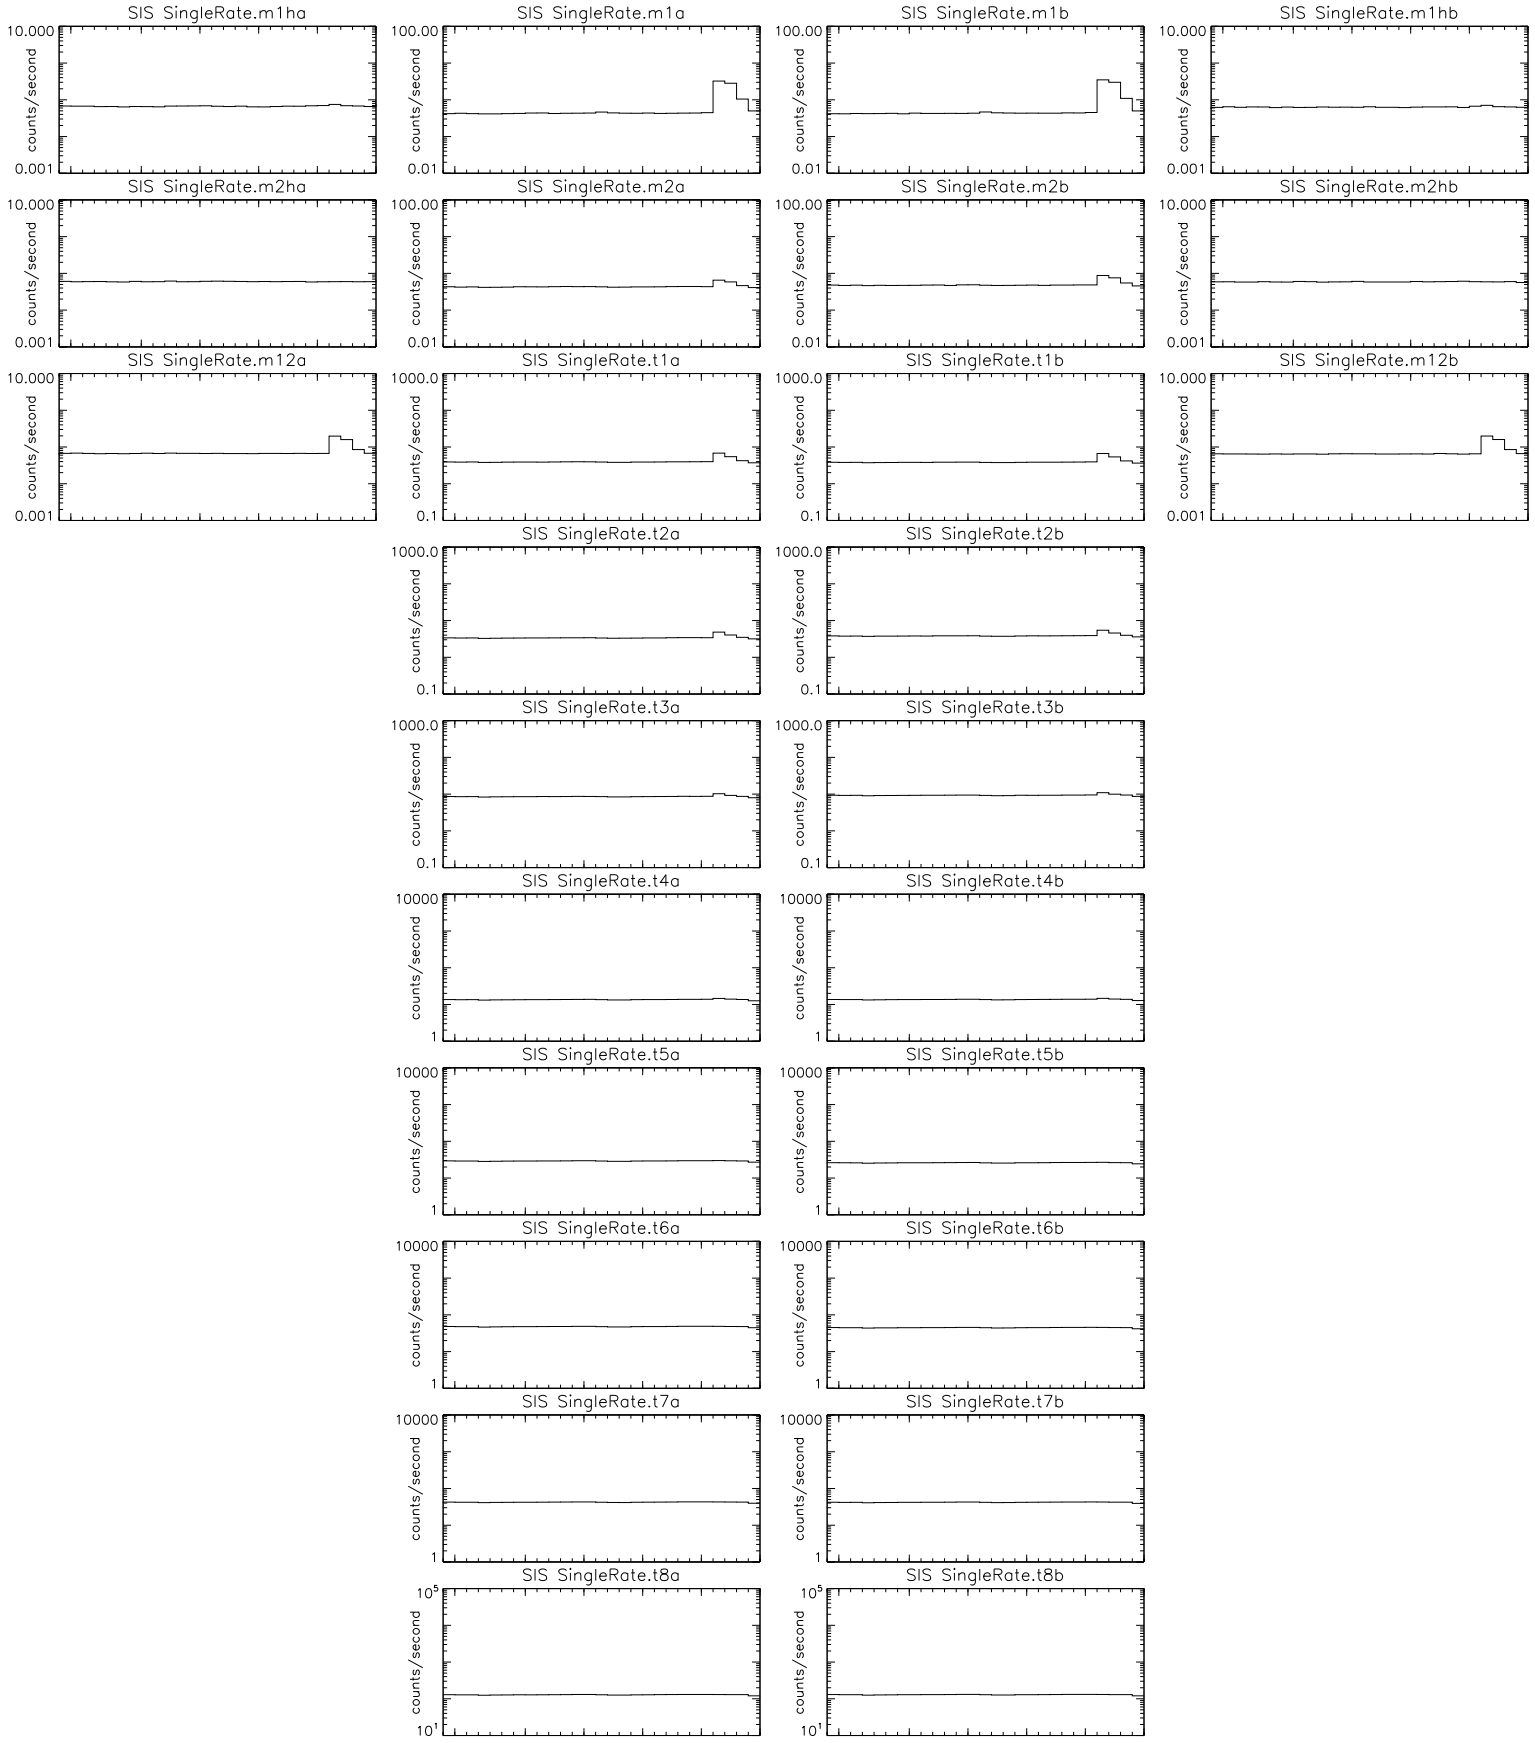 SIS SingleRate.m1ha
10.000
counts/second
0.001
SIS SingleRate.m1a
100.00
counts/second
0.01
SIS SingleRate.m1b
100.00
counts/second
0.01
SIS SingleRate.m1hb
10.000
counts/second
0.001
SIS SingleRate.m2ha
10.000
counts/second
0.001
SIS SingleRate.m2a
100.00
counts/second
0.01
SIS SingleRate.m2b
100.00
counts/second
0.01
SIS SingleRate.m2hb
10.000
counts/second
0.001
SIS SingleRate.m12a
10.000
counts/second
0.001
SIS SingleRate.t1a
1000.0
counts/second
0.1
SIS SingleRate.t1b
1000.0
counts/second
0.1
SIS SingleRate.m12b
10.000
counts/second
0.001
SIS SingleRate.t2a
1000.0
counts/second
0.1
SIS SingleRate.t2b
1000.0
counts/second
0.1
SIS SingleRate.t3a
1000.0
counts/second
0.1
SIS SingleRate.t3b
1000.0
counts/second
0.1
SIS SingleRate.t4a
10000
counts/second
1
SIS SingleRate.t4b
10000
counts/second
1
SIS SingleRate.t5a
10000
counts/second
1
SIS SingleRate.t5b
10000
counts/second
1
SIS SingleRate.t6a
10000
counts/second
1
SIS SingleRate.t6b
10000
counts/second
1
SIS SingleRate.t7a
10000
counts/second
1
SIS SingleRate.t7b
10000
counts/second
1
SIS SingleRate.t8a
10⁵
counts/second
10¹
SIS SingleRate.t8b
10⁵
counts/second
10¹